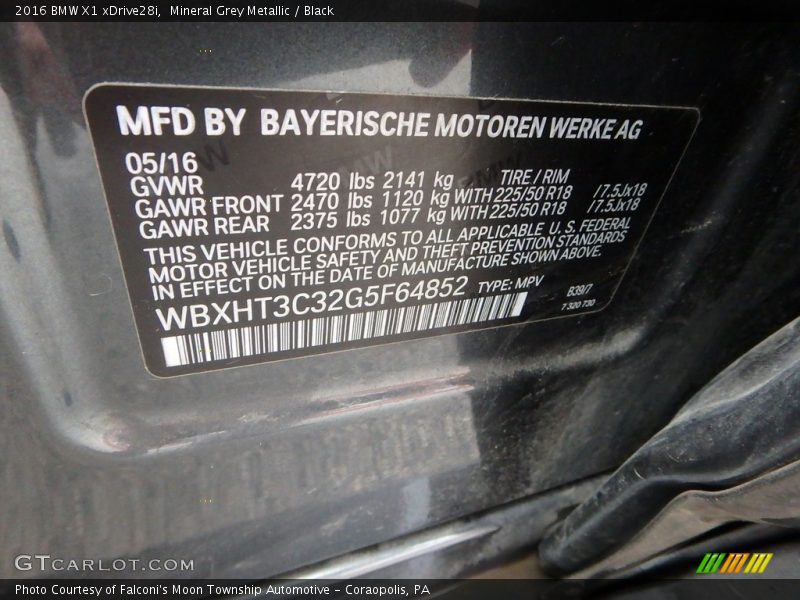 2016 BMW X1 xDrive28i, Mineral Grey Metallic / Black
MFD BY BAYERISCHE MOTOREN WERKE AG
05/16
GVWR 4720 lbs 2141 kg TIRE / RIM
GAWR FRONT 2470 lbs 1120 kg WITH 225/50 R18 /7.5Jx18
GAWR REAR 2375 lbs 1077 kg WITH 225/50 R18 /7.5Jx18
THIS VEHICLE CONFORMS TO ALL APPLICABLE U. S. FEDERAL
MOTOR VEHICLE SAFETY AND THEFT PREVENTION STANDARDS
IN EFFECT ON THE DATE OF MANUFACTURE SHOWN ABOVE.
WBXHT3C32G5F64852 TYPE: MPV B39/7
7 320 730
GTCARLOT.COM
Photo Courtesy of Falconi's Moon Township Automotive - Coraopolis, PA